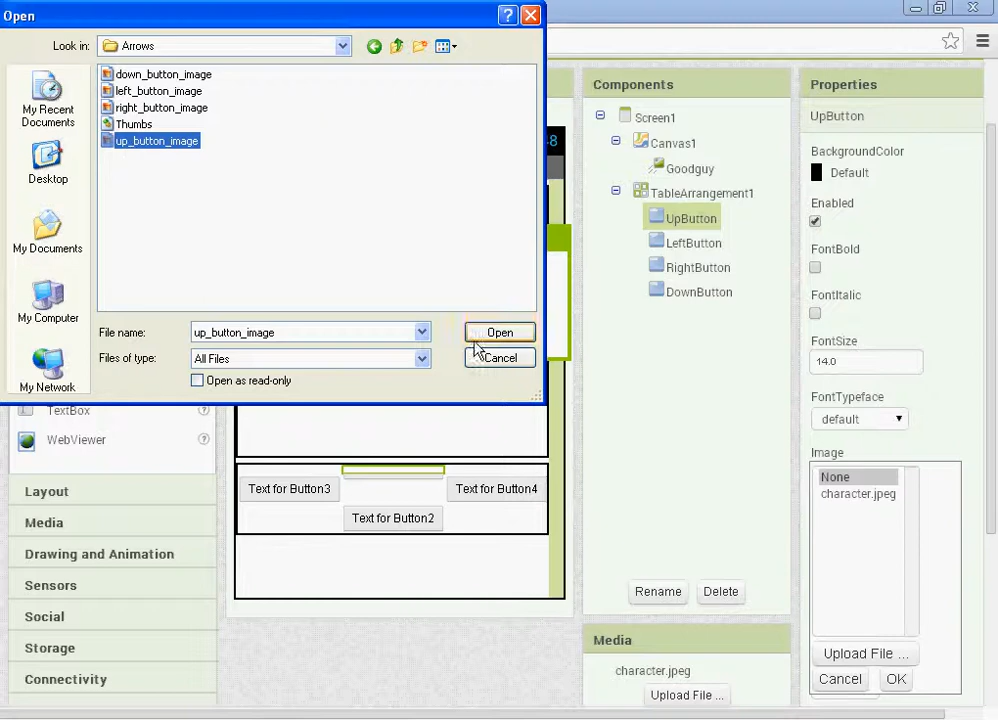 Open
Look in:
Arrows
down_button_image
left_button_image
right_button_image
Thumbs
up_button_image
My Recent
Documents
Desktop
My Documents
My Computer
My Network
File name:
up_button_image
Open
Files of type:
All Files
Cancel
Open as read-only
48
TextBox
WebViewer
Layout
Media
Drawing and Animation
Sensors
Social
Storage
Connectivity
Text for Button3
Text for Button4
Text for Button2
Components
Screen1
Canvas1
Goodguy
TableArrangement1
UpButton
LeftButton
RightButton
DownButton
Rename
Delete
Media
character.jpeg
Upload File ...
Properties
UpButton
BackgroundColor
Default
Enabled
FontBold
FontItalic
FontSize
14.0
FontTypeface
default
Image
None
character.jpeg
Upload File ...
Cancel
OK